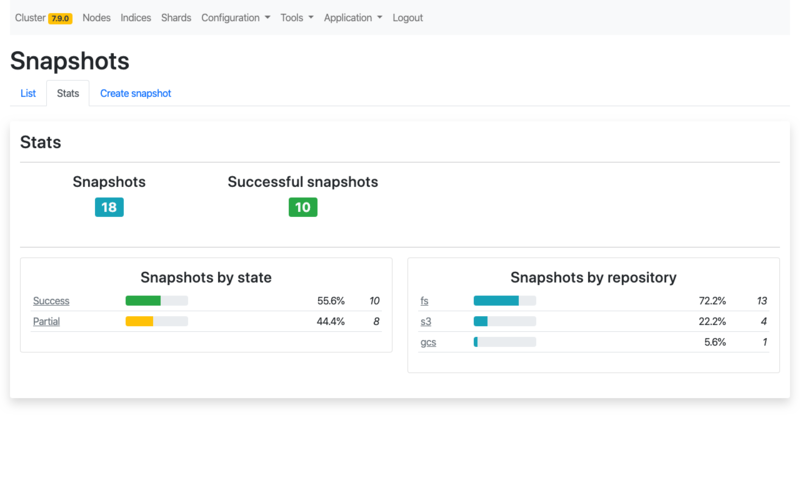 Cluster 7.9.0 Nodes Indices Shards Configuration Tools Application Logout
Snapshots
List Stats Create snapshot
Stats
Snapshots Successful snapshots
18 10
Snapshots by state
Success 55.6% 10
Partial 44.4% 8
Snapshots by repository
fs 72.2% 13
s3 22.2% 4
gcs 5.6% 1